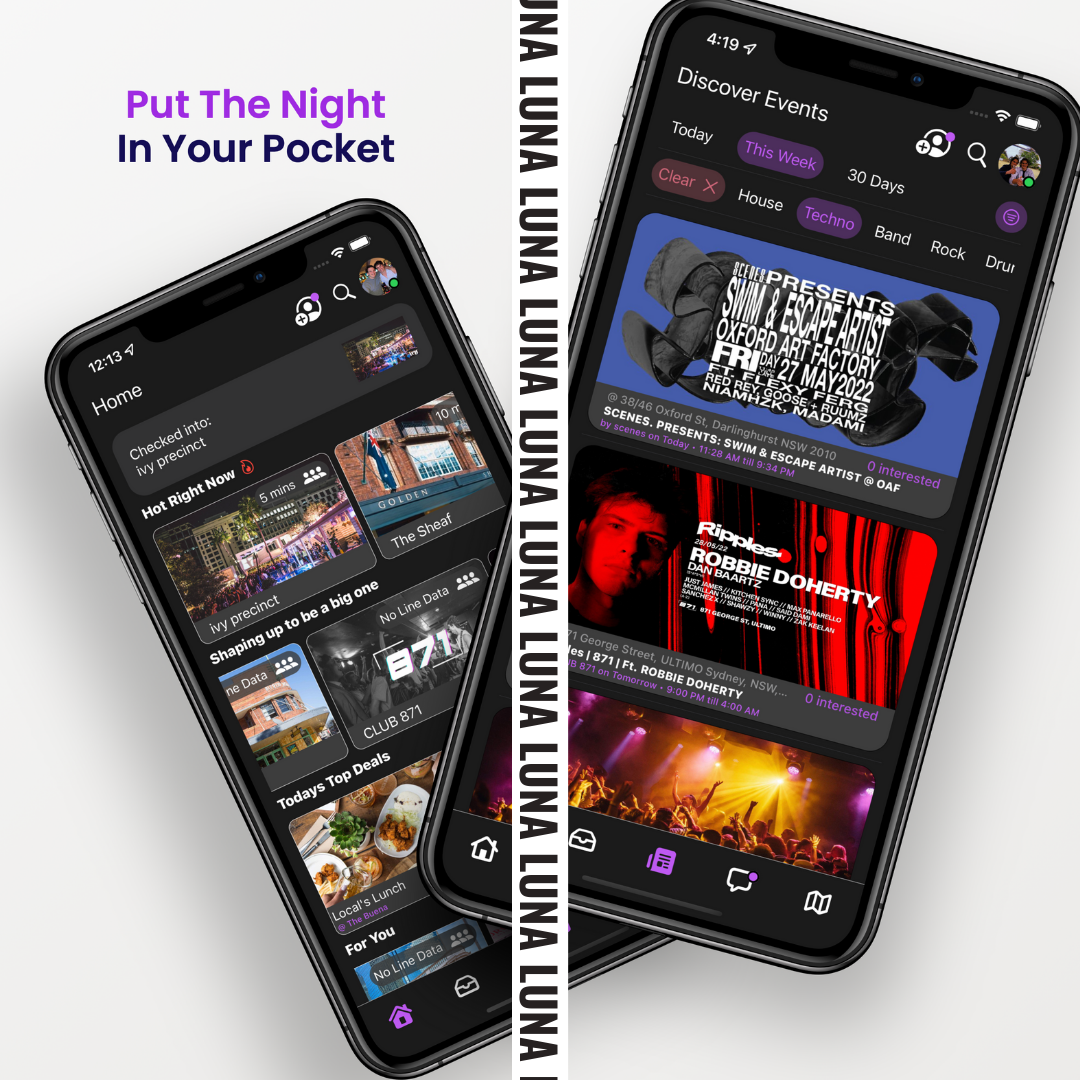 Put The Night
In Your Pocket
12:13
Home
Checked into:
ivy precinct
Hot Right Now
5 mins
ivy precinct
10 m
GOLDEN
The Sheaf
Shaping up to be a big one
ne Data
No Line Data
871
CLUB 871
Todays Top Deals
Local's Lunch
@ The Buena
For You
No Line Data
UNA LUNA LUNA LUNA LUNA LUNA LUNA LUNA LUNA LUNA
4:19
Discover Events
Today
This Week
30 Days
Clear
House
Techno
Band
Rock
Drur
SCENES. PRESENTS
SWIM & ESCAPE ARTIST
OXFORD ART FACTORY
FRIDAY 27 MAY2022
FT. FLEXY FERG
RED REY GOOSE + RUUMZ
NIAMHZK, MADAMI
@ 38/46 Oxford St, Darlinghurst NSW 2010
SCENES. PRESENTS: SWIM & ESCAPE ARTIST @ OAF
by scenes on Today • 11:28 AM till 9:34 PM
0 interested
Ripples
28/05/22
ROBBIE DOHERTY
DAN BAARTZ
JUST JAMES // KITCHEN SYNC // MAX PANARELLO
MCMILLAN TWINS // PANA // SAID DAMI
SANCHEZ X // SHAWZY // WINNY // ZAK KEELAN
871 871 GEORGE ST, ULTIMO
71 George Street, ULTIMO Sydney, NSW,...
les | 871 | Ft. ROBBIE DOHERTY
UB 871 on Tomorrow • 9:00 PM till 4:00 AM
0 interested